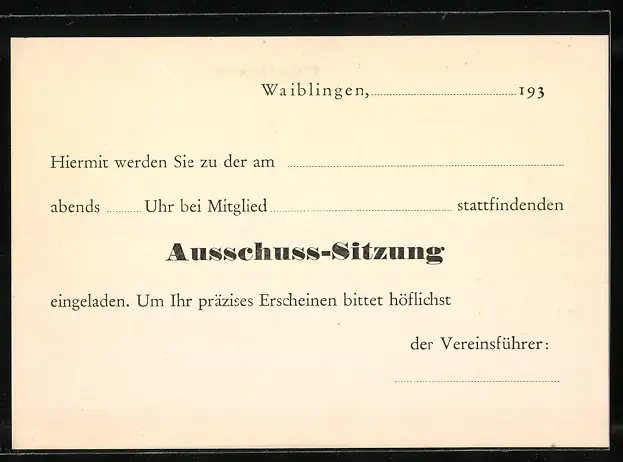 Waiblingen, 193
Hiermit werden Sie zu der am
abends Uhr bei Mitglied stattfindenden
Ausschuss-Sitzung
eingeladen. Um Ihr präzises Erscheinen bittet höflichst
der Vereinsführer: